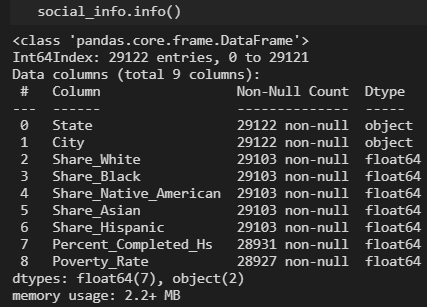 social_info.info()
<class 'pandas.core.frame.DataFrame'>
Int64Index: 29122 entries, 0 to 29121
Data columns (total 9 columns):
 #   Column                 Non-Null Count  Dtype
---  ------                 --------------  -----
 0   State                  29122 non-null  object
 1   City                   29122 non-null  object
 2   Share_White            29103 non-null  float64
 3   Share_Black            29103 non-null  float64
 4   Share_Native_American  29103 non-null  float64
 5   Share_Asian            29103 non-null  float64
 6   Share_Hispanic         29103 non-null  float64
 7   Percent_Completed_Hs   28931 non-null  float64
 8   Poverty_Rate           28927 non-null  float64
dtypes: float64(7), object(2)
memory usage: 2.2+ MB